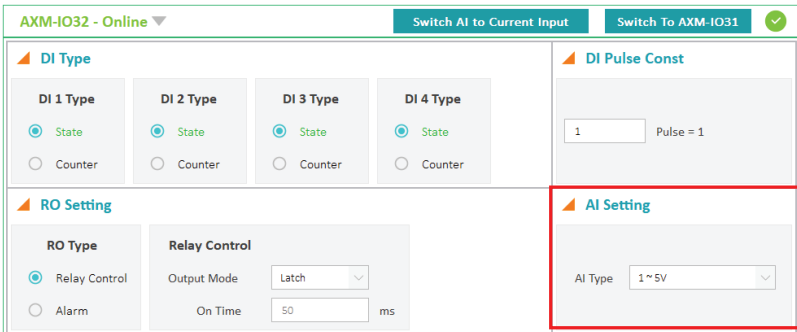 AXM-IO32 - Online
Switch AI to Current Input
Switch To AXM-IO31
DI Type
DI 1 Type
DI 2 Type
DI 3 Type
DI 4 Type
State
State
State
State
Counter
Counter
Counter
Counter
DI Pulse Const
1
Pulse = 1
RO Setting
RO Type
Relay Control
Alarm
Relay Control
Output Mode
Latch
On Time
50
ms
AI Setting
AI Type
1 ~ 5V